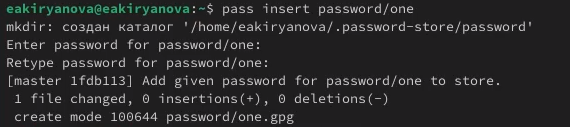 eakiryanova@eakiryanova:~$ pass insert password/one
mkdir: создан каталог '/home/eakiryanova/.password-store/password'
Enter password for password/one:
Retype password for password/one:
[master 1fdb113] Add given password for password/one to store.
 1 file changed, 0 insertions(+), 0 deletions(-)
 create mode 100644 password/one.gpg